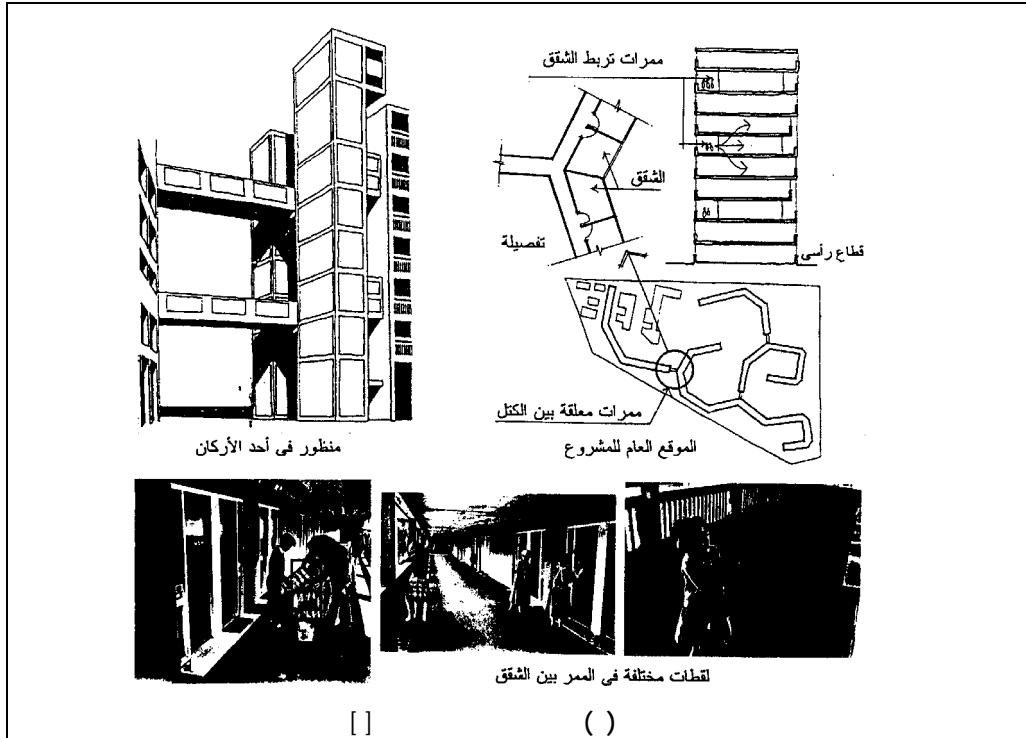 ممرات تربط الشقق
الشقق
تفصيلة
قطاع رأسى
ممرات معلقة بين الكتل
منظور فى أحد الأركان
الموقع العام للمشروع
لقطات مختلفة فى الممر بين الشقق
( ) [ ]